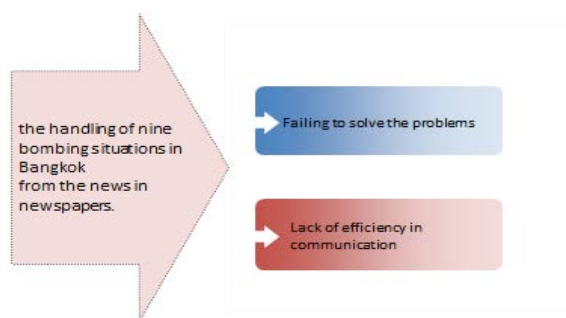 the handling of nine
bombing situations in
Bangkok
from the news in
newspapers.
Failing to solve the problems
Lack of efficiency in
communication